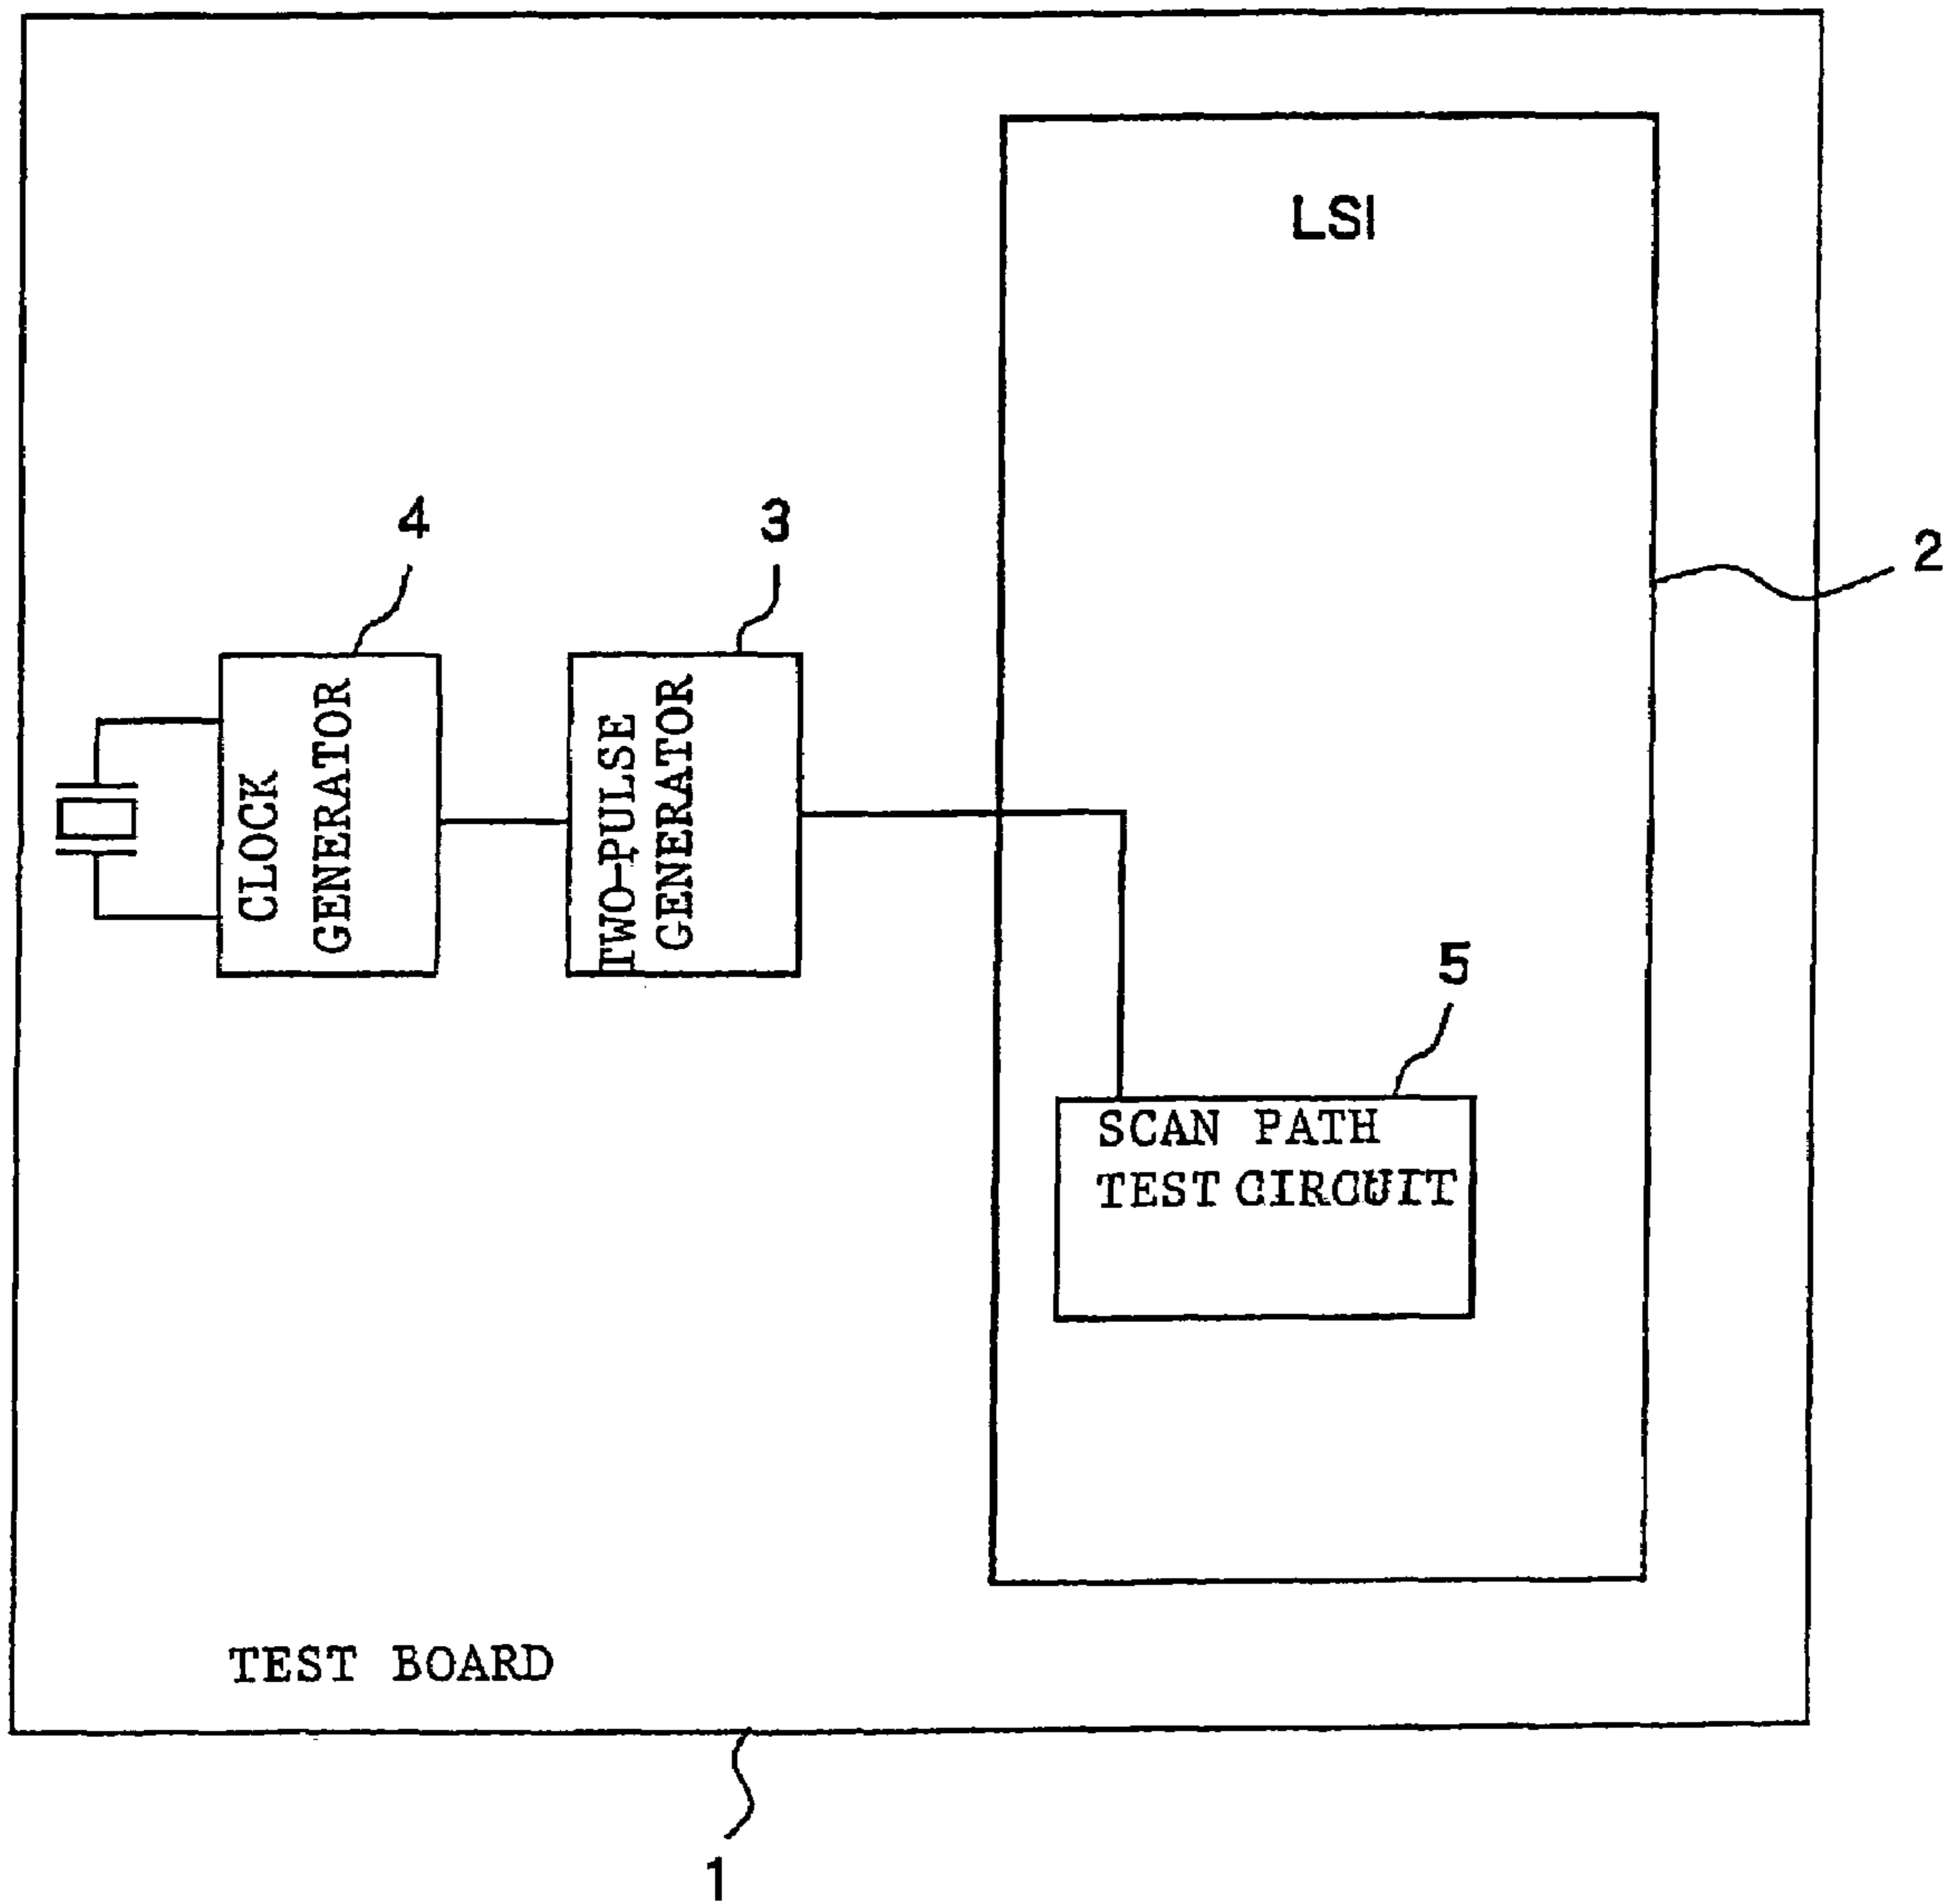 LSI
4
3
2
CLOCK
GENERATOR
TWO-PULSE
GENERATOR
5
SCAN PATH
TEST CIRCUIT
TEST BOARD
1